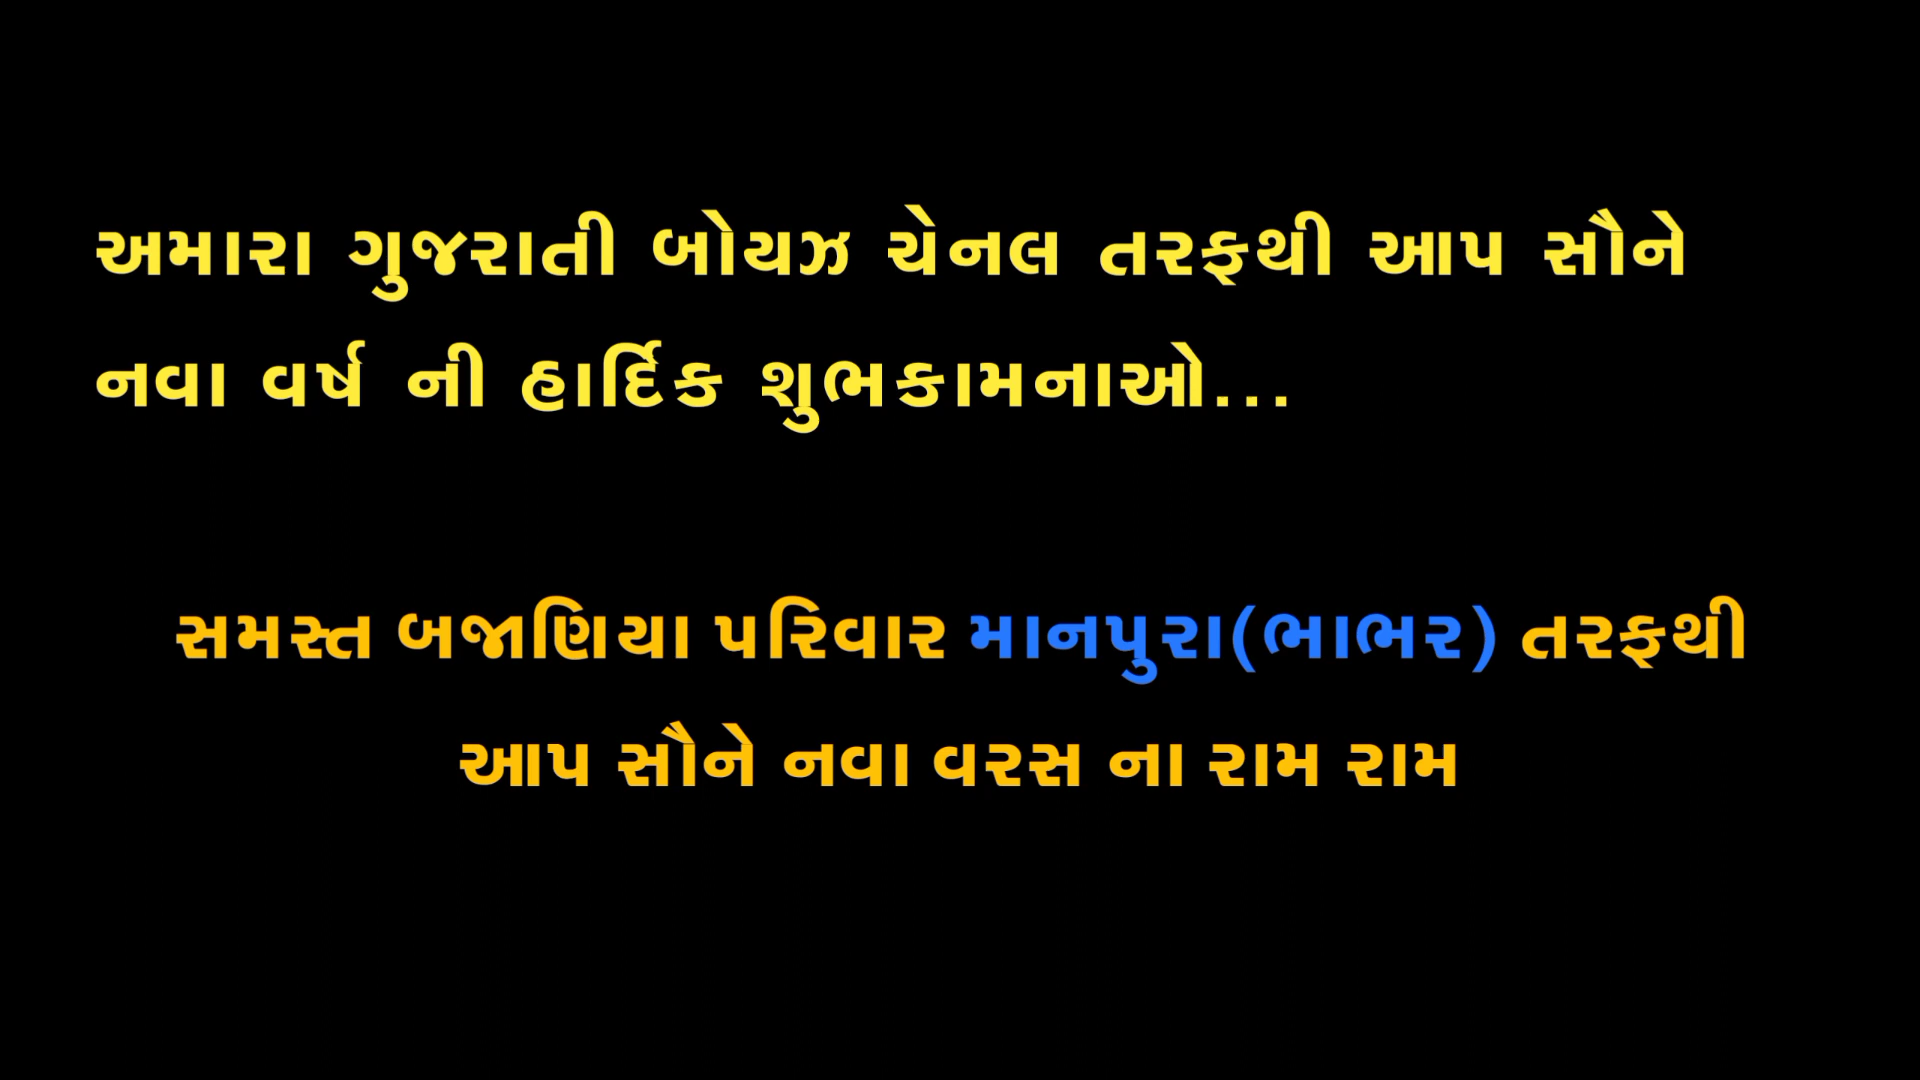 અમારા ગુજરાતી બોયઝ ચેનલ તરફથી આપ સૌને
નવા વર્ષ ની હાર્દિક શુભકામનાઓ...
સમસ્ત બજાણિયા પરિવાર માનપુરા(ભાભર) તરફથી
આપ સૌને નવા વરસ ના રામ રામ